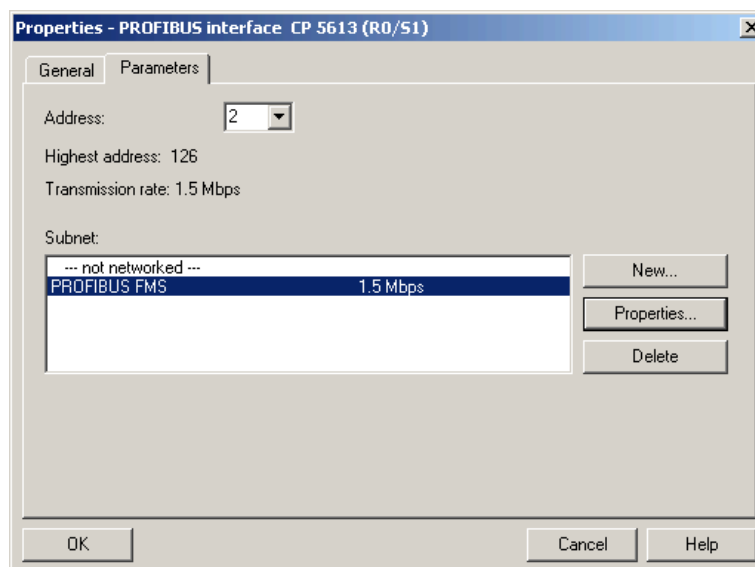 Properties - PROFIBUS interface CP 5613 (R0/S1)
General Parameters
Address: 2
Highest address: 126
Transmission rate: 1.5 Mbps
Subnet:
--- not networked ---
PROFIBUS FMS 1.5 Mbps
New...
Properties...
Delete
OK Cancel Help